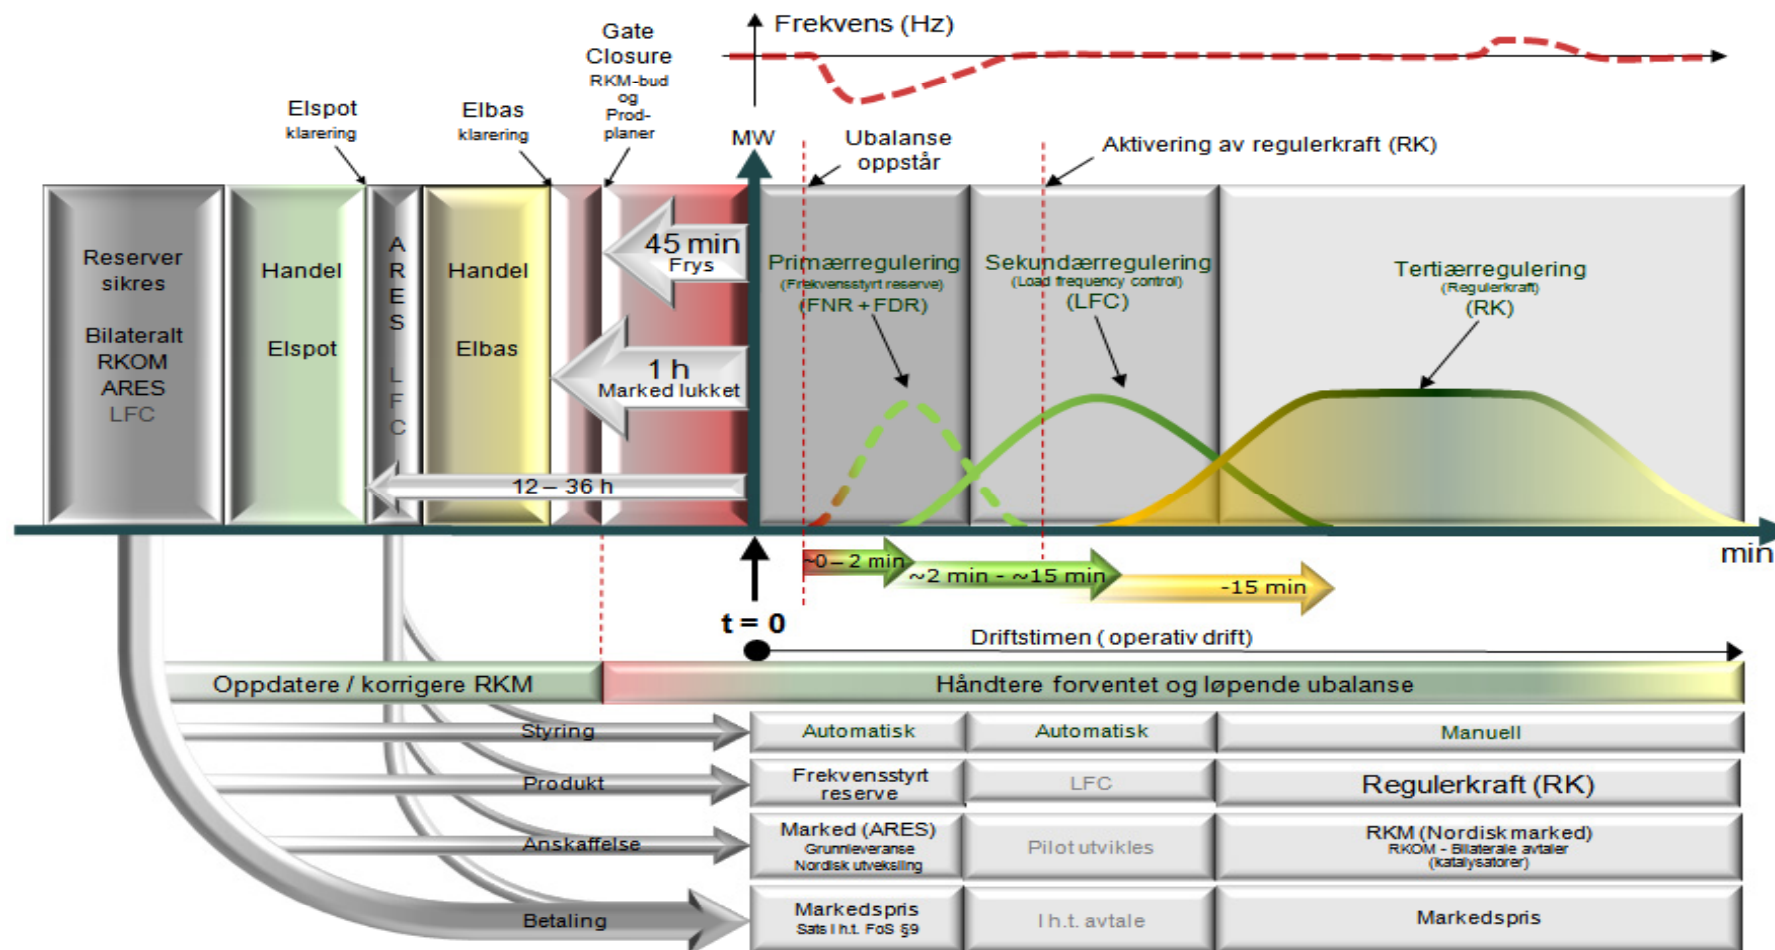 Frekvens (Hz)
Gate
Closure
RKM-bud
og
Prod-
planer
Elspot
klarering
Elbas
klarering
MW
Ubalanse
oppstår
Aktivering av regulerkraft (RK)
Reserver
sikres
Bilateralt
RKOM
ARES
LFC
Handel
Elspot
A
R
E
S
L
F
C
Handel
Elbas
45 min
Frys
1 h
Marked lukket
12 – 36 h
Primærregulering
(Frekvensstyrt reserve)
(FNR + FDR)
Sekundærregulering
(Load frequency control)
(LFC)
Tertiærregulering
(Regulerkraft)
(RK)
min
~0 – 2 min
~2 min - ~15 min
-15 min
t = 0
Driftstimen ( operativ drift)
Oppdatere / korrigere RKM
Håndtere forventet og løpende ubalanse
Styring
Automatisk
Automatisk
Manuell
Produkt
Frekvensstyrt
reserve
LFC
Regulerkraft (RK)
Anskaffelse
Marked (ARES)
Grunnleveranse
Nordisk utveksling
Pilot utvikles
RKM (Nordisk marked)
RKOM - Bilaterale avtaler
(katalysatorer)
Betaling
Markedspris
Sats I h.t. FoS §9
I h.t. avtale
Markedspris